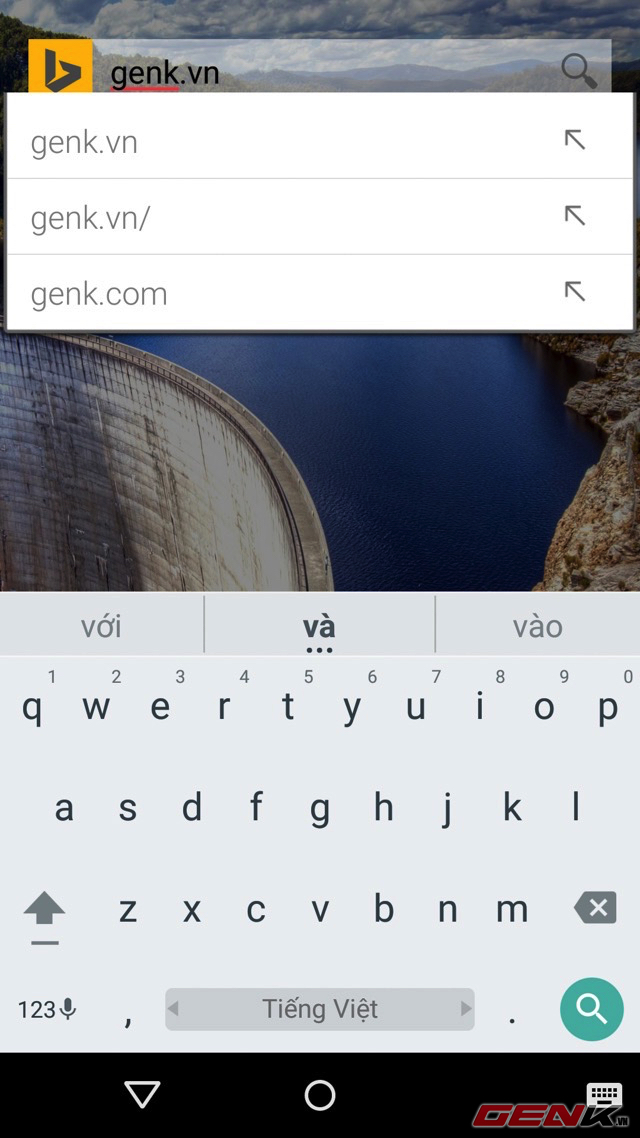 genk.vn
genk.vn
genk.vn/
genk.com
với và vào
1 2 3 4 5 6 7 8 9 0
q w e r t y u i o p
a s d f g h j k l
z x c v b n m
123 , Tiếng Việt .
GENK.VN